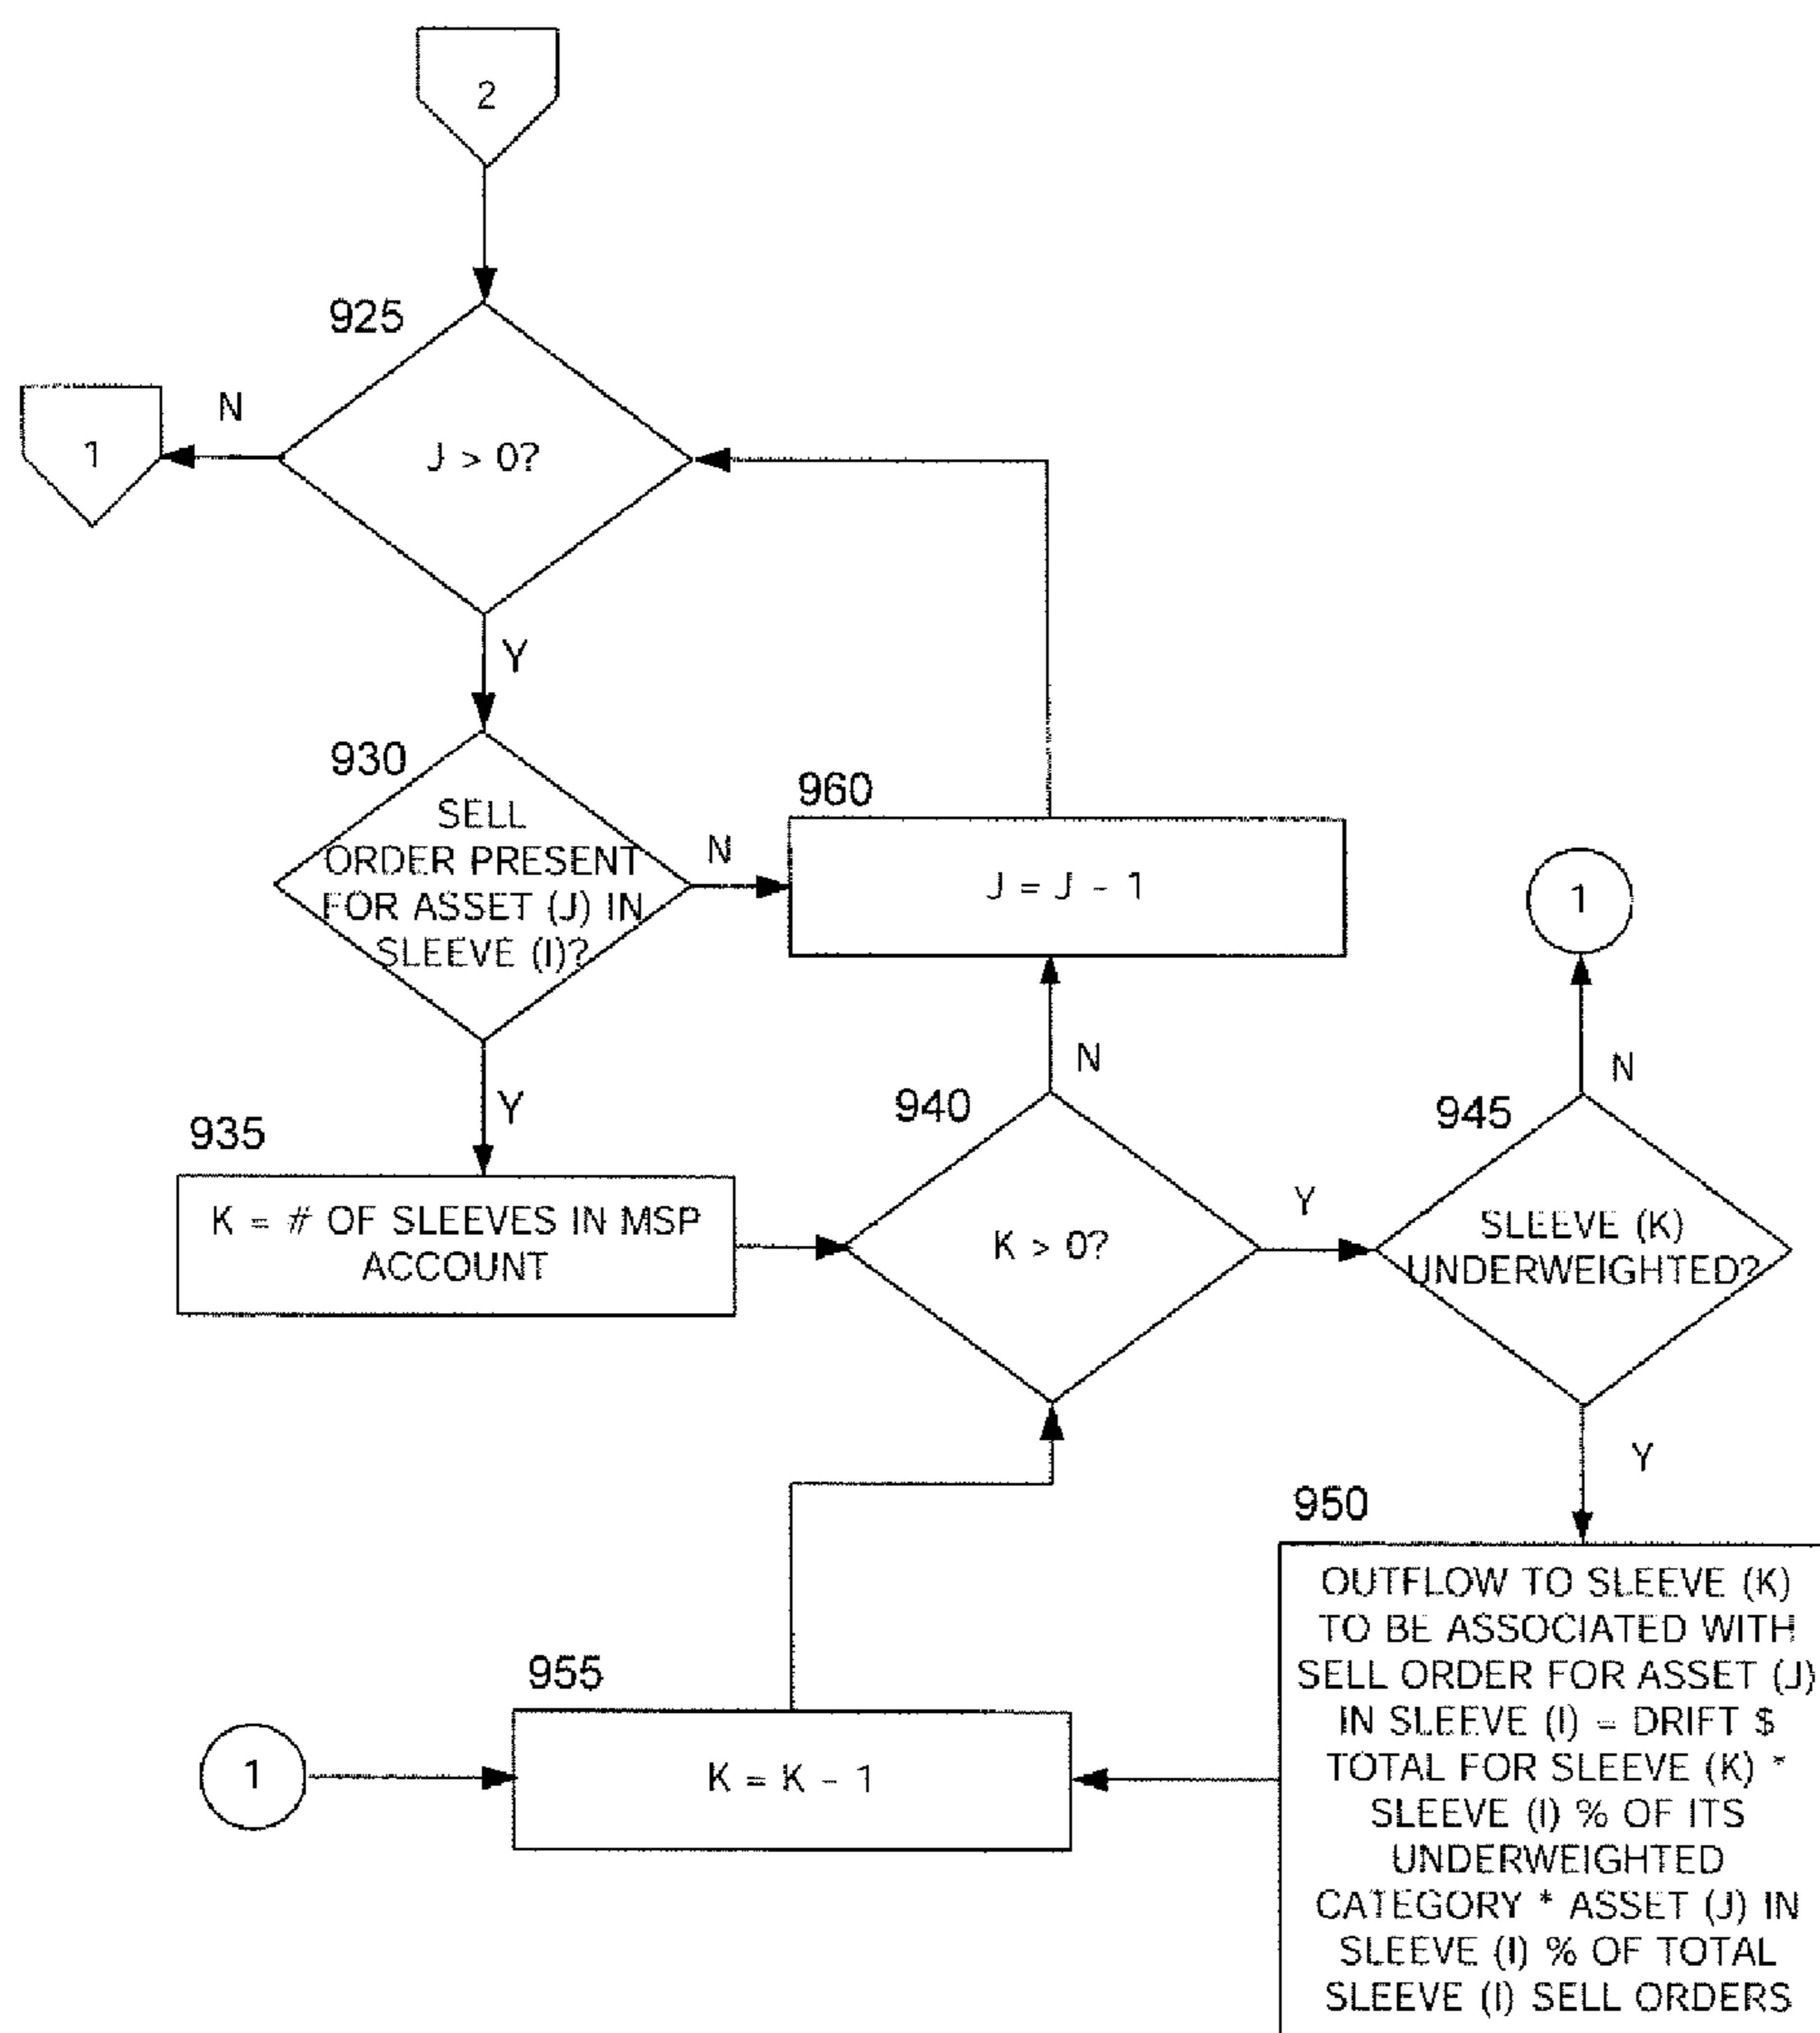 2
925
N
1
J > 0?
Y
930
SELL
ORDER PRESENT
FOR ASSET (J) IN
SLEEVE (I)?
N
960
J = J - 1
1
Y
N
N
935
940
945
K = # OF SLEEVES IN MSP
ACCOUNT
K > 0?
Y
SLEEVE (K)
UNDERWEIGHTED?
Y
950
OUTFLOW TO SLEEVE (K)
TO BE ASSOCIATED WITH
SELL ORDER FOR ASSET (J)
IN SLEEVE (I) = DRIFT $
TOTAL FOR SLEEVE (K) *
SLEEVE (I) % OF ITS
UNDERWEIGHTED
CATEGORY * ASSET (J) IN
SLEEVE (I) % OF TOTAL
SLEEVE (I) SELL ORDERS
955
1
K = K - 1